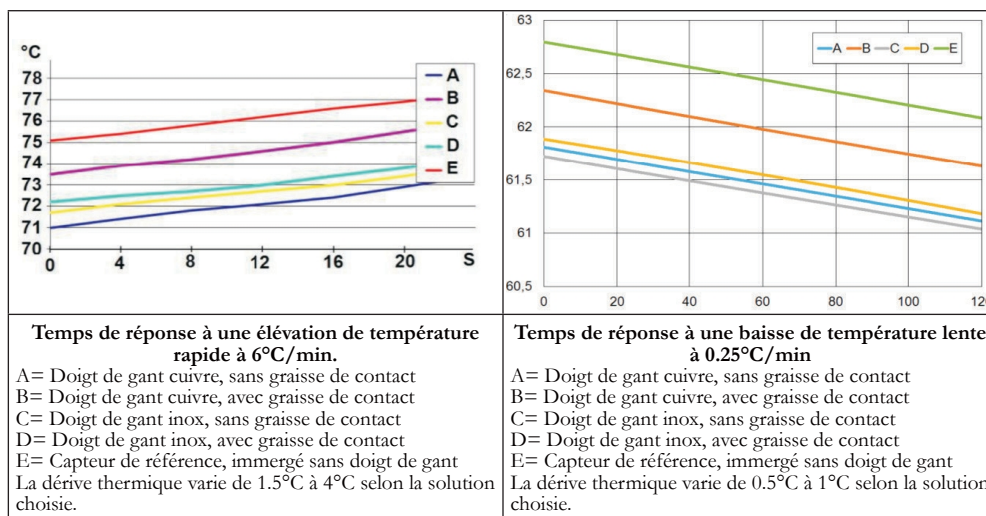 °C
78
77
76
75
74
73
72
71
70
A
B
C
D
E
0 4 8 12 16 20 S
63
62,5
62
61,5
61
60,5
A B C D E
0 20 40 60 80 100 120
Temps de réponse à une élévation de température
rapide à 6°C/min.
A= Doigt de gant cuivre, sans graisse de contact
B= Doigt de gant cuivre, avec graisse de contact
C= Doigt de gant inox, sans graisse de contact
D= Doigt de gant inox, avec graisse de contact
E= Capteur de référence, immergé sans doigt de gant
La dérive thermique varie de 1.5°C à 4°C selon la solution
choisie.
Temps de réponse à une baisse de température lente
à 0.25°C/min
A= Doigt de gant cuivre, sans graisse de contact
B= Doigt de gant cuivre, avec graisse de contact
C= Doigt de gant inox, sans graisse de contact
D= Doigt de gant inox, avec graisse de contact
E= Capteur de référence, immergé sans doigt de gant
La dérive thermique varie de 0.5°C à 1°C selon la solution
choisie.